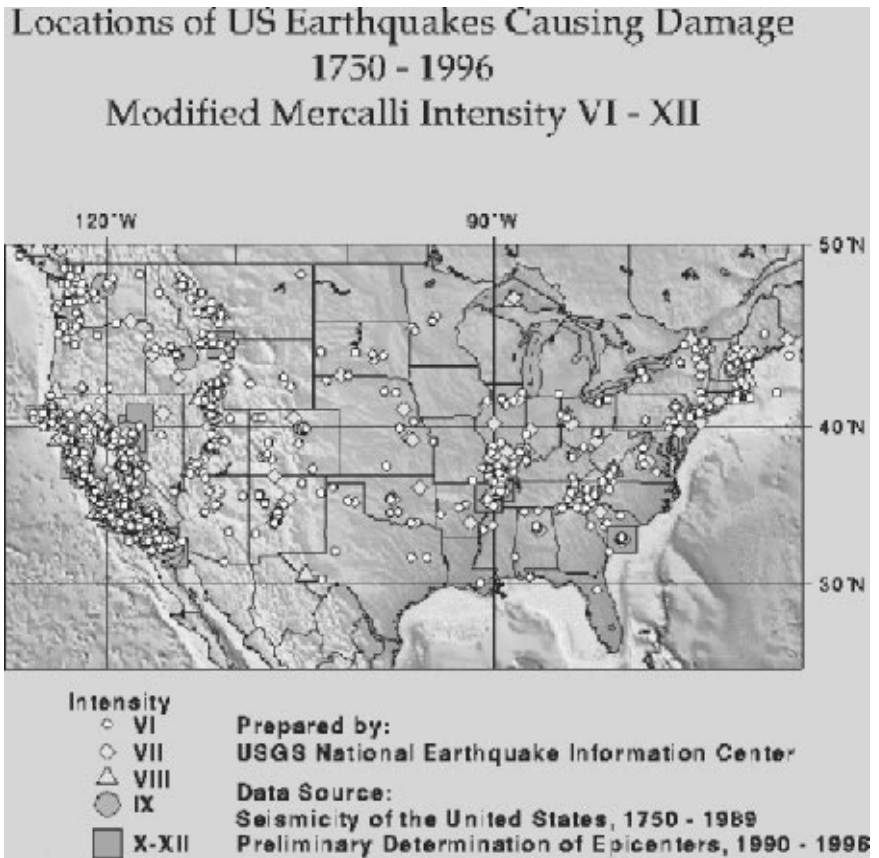 Locations of US Earthquakes Causing Damage
1750 - 1996
Modified Mercalli Intensity VI - XII
120°W 90°W
50°N
40°N
30°N
Intensity
VI
VII
VIII
IX
X-XII
Prepared by:
USGS National Earthquake Information Center
Data Source:
Seismicity of the United States, 1750 - 1989
Preliminary Determination of Epicenters, 1990 - 1996